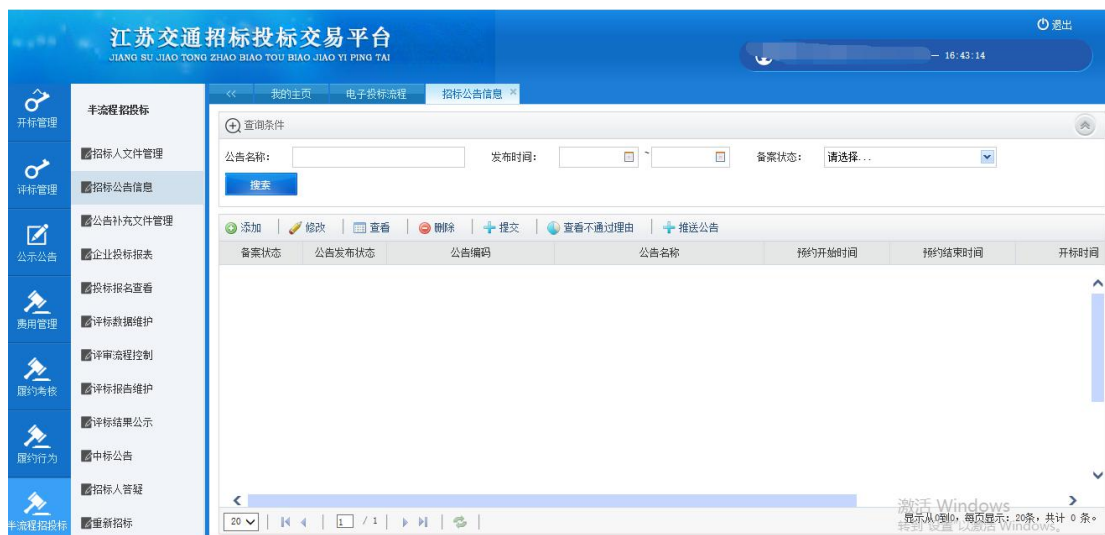 江苏交通招标投标交易平台
JIANG SU JIAO TONG ZHAO BIAO TOU BIAO JIAO YI PING TAI
退出
— 16:43:14
开标管理
评标管理
公示公告
费用管理
履约考核
履约行为
半流程招投标
半流程招投标
招标人文件管理
招标公告信息
公告补充文件管理
企业投标报表
投标报名查看
评标数据维护
评审流程控制
评标报告维护
评标结果公示
中标公告
招标人答疑
重新招标
<< 我的主页 电子投标流程 招标公告信息 ×
查询条件
公告名称： 发布时间： ~ 备案状态： 请选择...
搜索
添加 修改 查看 删除 提交 查看不通过理由 推送公告
备案状态 公告发布状态 公告编码 公告名称 预约开始时间 预约结束时间 开标时间
激活 Windows
转到"设置"以激活 Windows。
20 1 / 1 显示从0到0，每页显示：20条，共计 0 条。